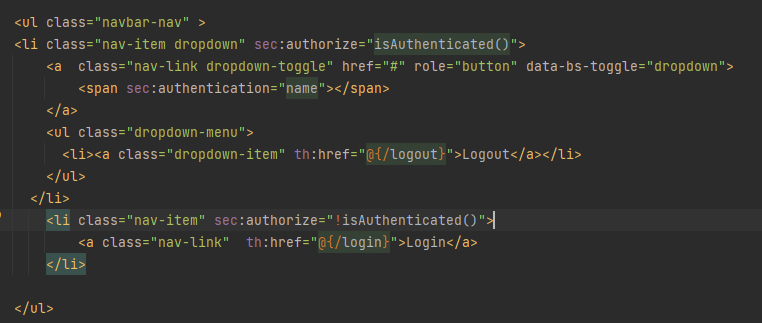 <ul class="navbar-nav" >
<li class="nav-item dropdown" sec:authorize="isAuthenticated()">
<a  class="nav-link dropdown-toggle" href="#" role="button" data-bs-toggle="dropdown">
<span sec:authentication="name"></span>
</a>
<ul class="dropdown-menu">
<li><a class="dropdown-item" th:href="@{/logout}">Logout</a></li>
</ul>
</li>
<li class="nav-item" sec:authorize="!isAuthenticated()">
<a class="nav-link"  th:href="@{/login}">Login</a>
</li>
</ul>